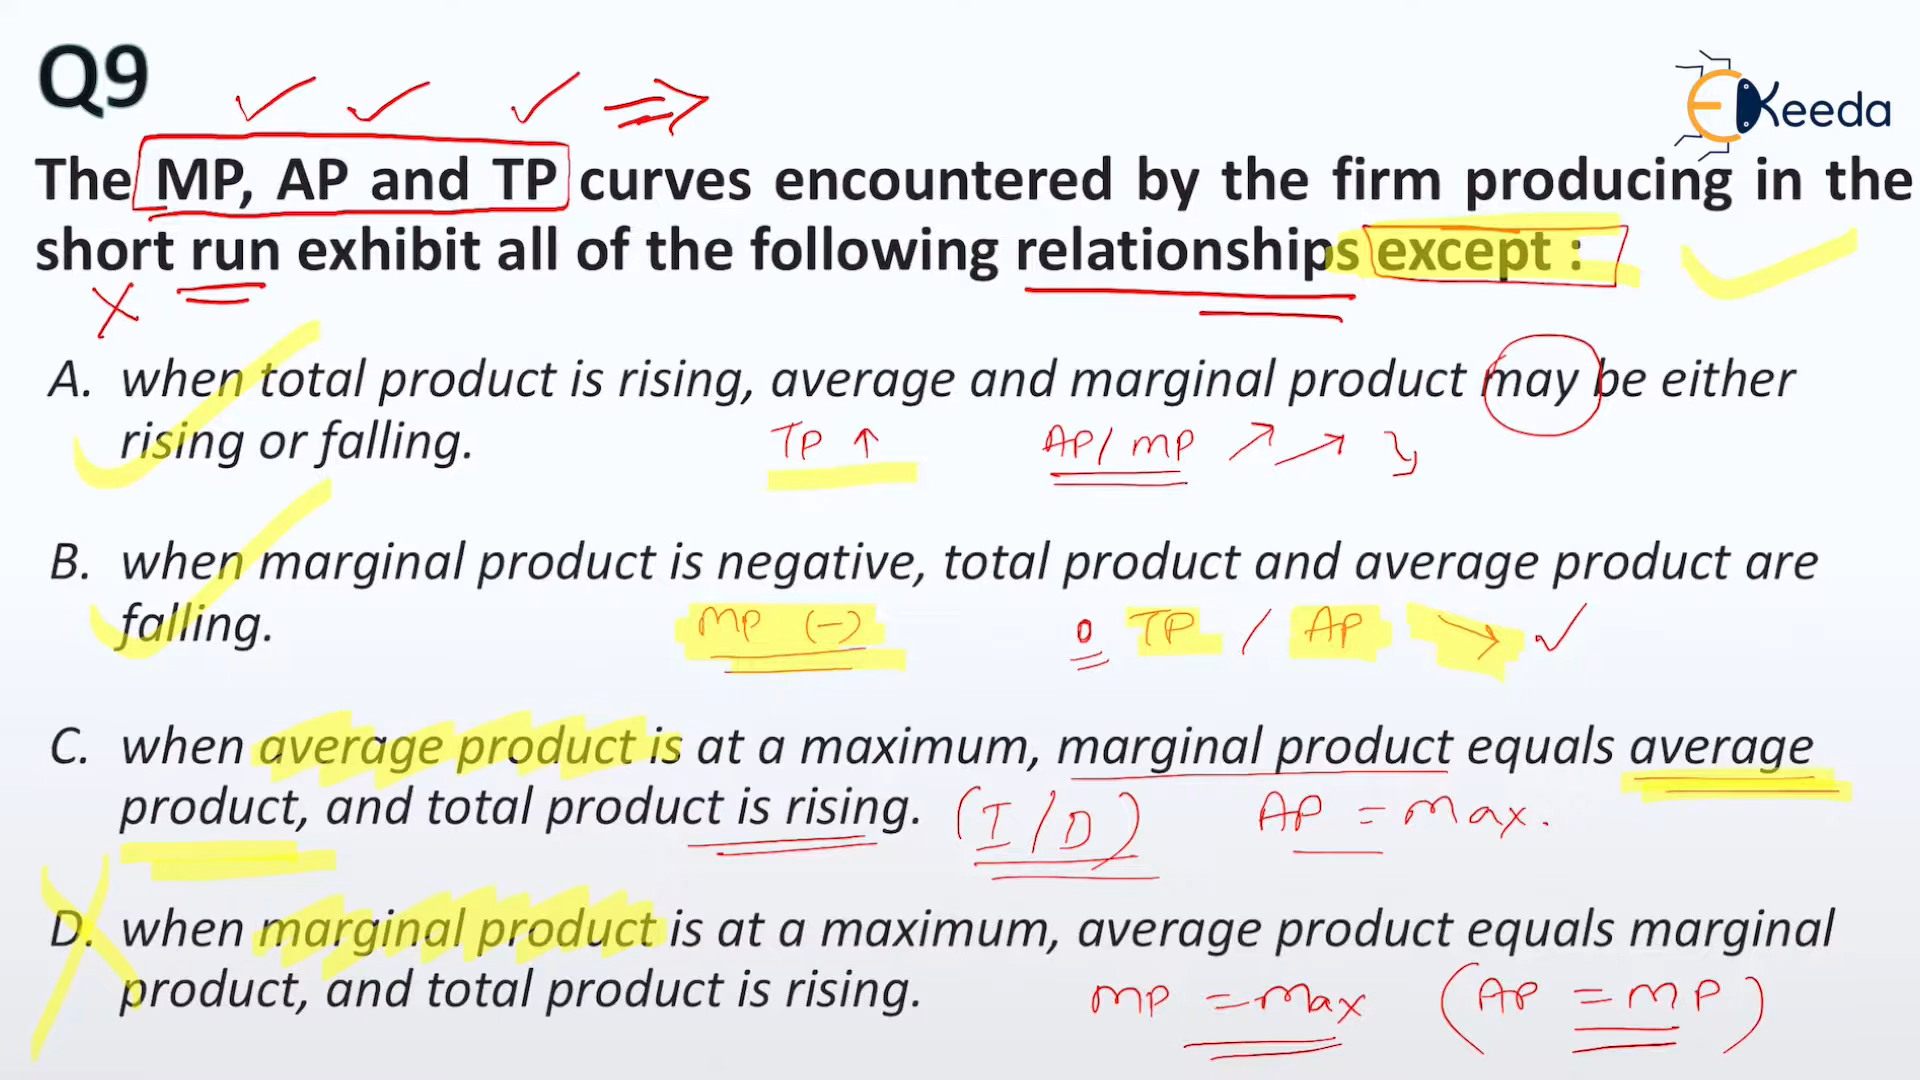 Q9
EKeeda
The MP, AP and TP curves encountered by the firm producing in the
short run exhibit all of the following relationships except :
A. when total product is rising, average and marginal product may be either
rising or falling.
TP ↑ AP/ MP ↗ ↗ ↘
B. when marginal product is negative, total product and average product are
falling.
MP (-) 0 TP / AP ↘ ✓
C. when average product is at a maximum, marginal product equals average
product, and total product is rising. (I/D) AP = Max.
D. when marginal product is at a maximum, average product equals marginal
product, and total product is rising.
MP = Max (AP = MP)